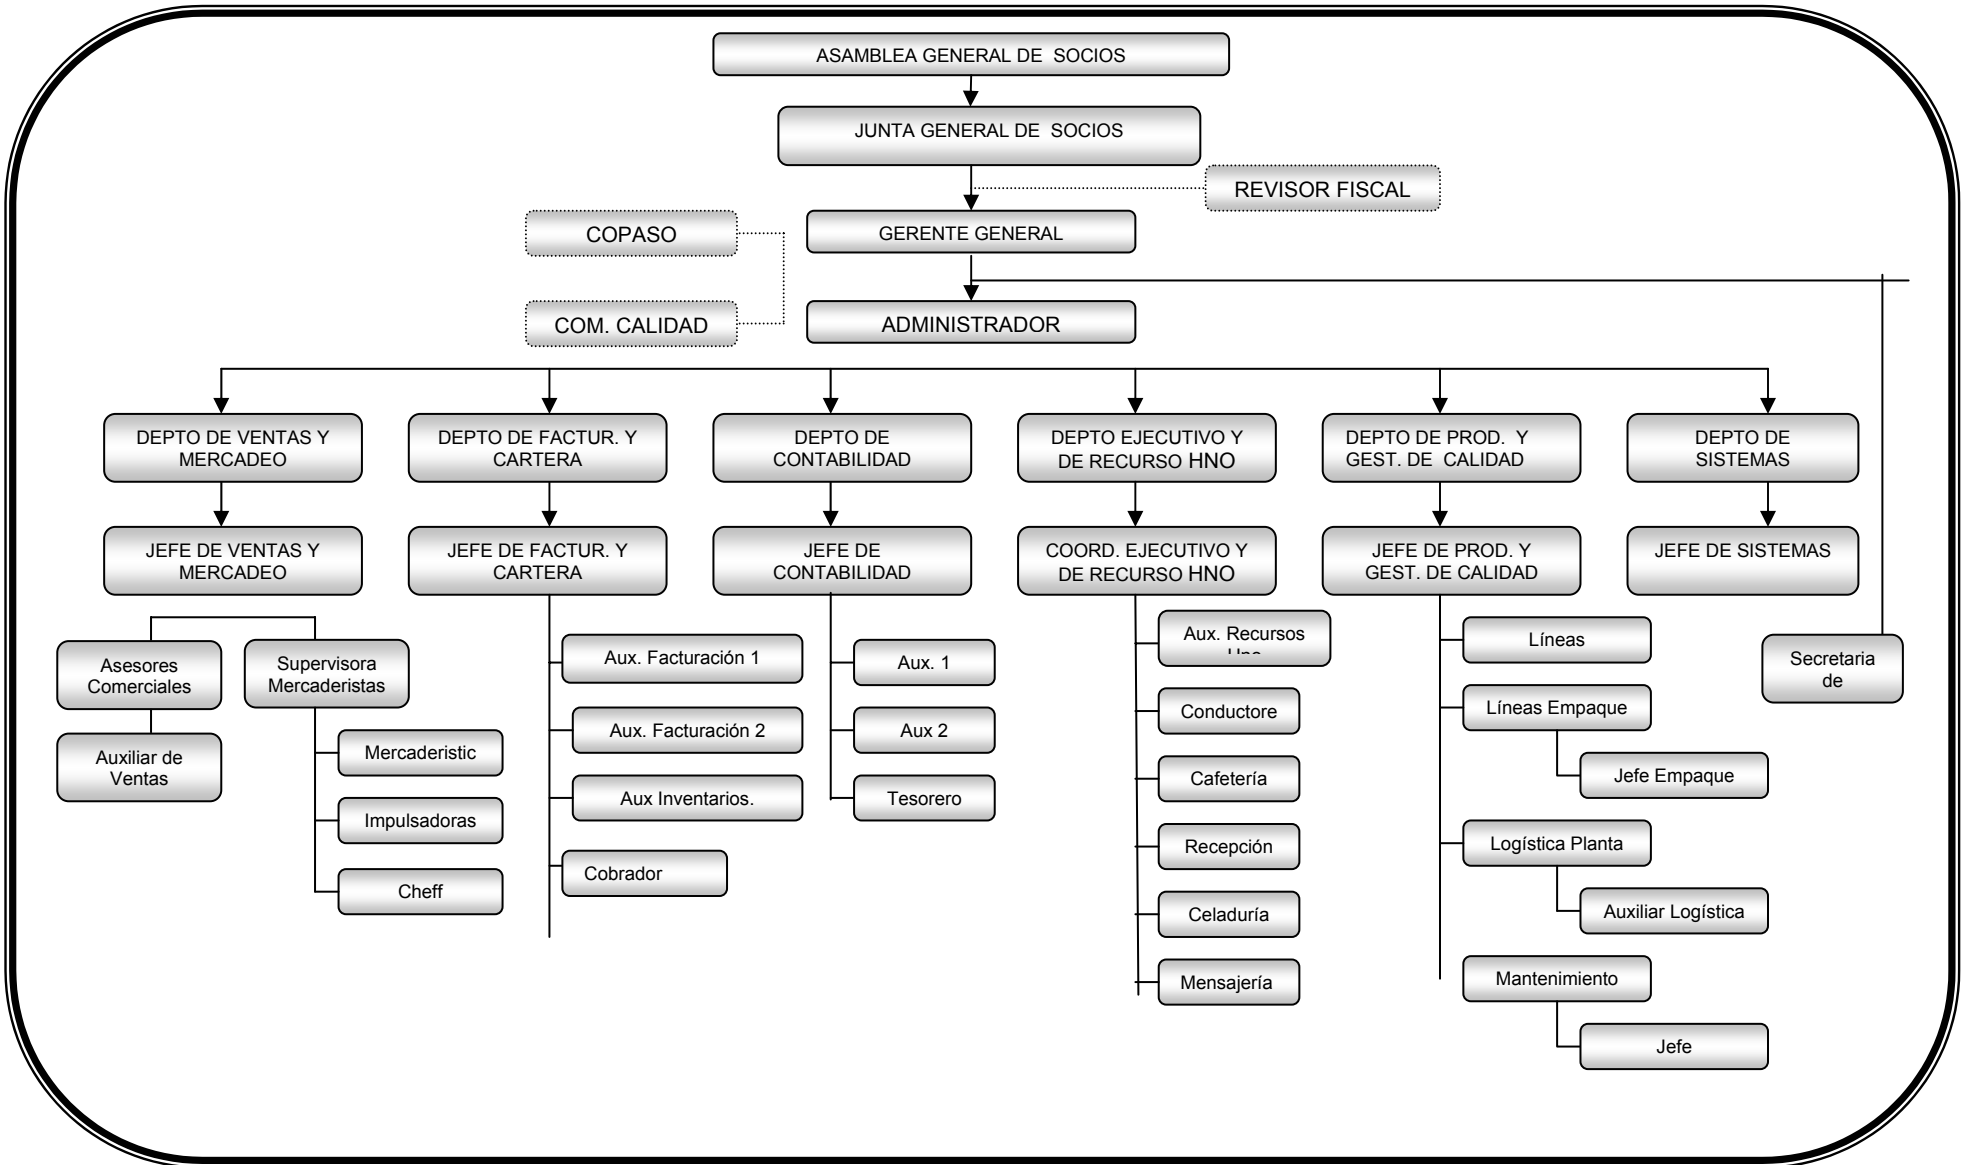 ASAMBLEA GENERAL DE SOCIOS
JUNTA GENERAL DE SOCIOS
REVISOR FISCAL
COPASO
GERENTE GENERAL
COM. CALIDAD
ADMINISTRADOR
DEPTO DE VENTAS Y
MERCADEO
DEPTO DE FACTUR. Y
CARTERA
DEPTO DE
CONTABILIDAD
DEPTO EJECUTIVO Y
DE RECURSO HNO
DEPTO DE PROD. Y
GEST. DE CALIDAD
DEPTO DE
SISTEMAS
JEFE DE VENTAS Y
MERCADEO
JEFE DE FACTUR. Y
CARTERA
JEFE DE
CONTABILIDAD
COORD. EJECUTIVO Y
DE RECURSO HNO
JEFE DE PROD. Y
GEST. DE CALIDAD
JEFE DE SISTEMAS
Asesores
Comerciales
Auxiliar de
Ventas
Supervisora
Mercaderistas
Mercaderistic
Impulsadoras
Cheff
Aux. Facturación 1
Aux. Facturación 2
Aux Inventarios.
Cobrador
Aux. 1
Aux 2
Tesorero
Aux. Recursos
Conductore
Cafetería
Recepción
Celaduría
Mensajería
Líneas
Líneas Empaque
Jefe Empaque
Logística Planta
Auxiliar Logística
Mantenimiento
Jefe
Secretaria
de